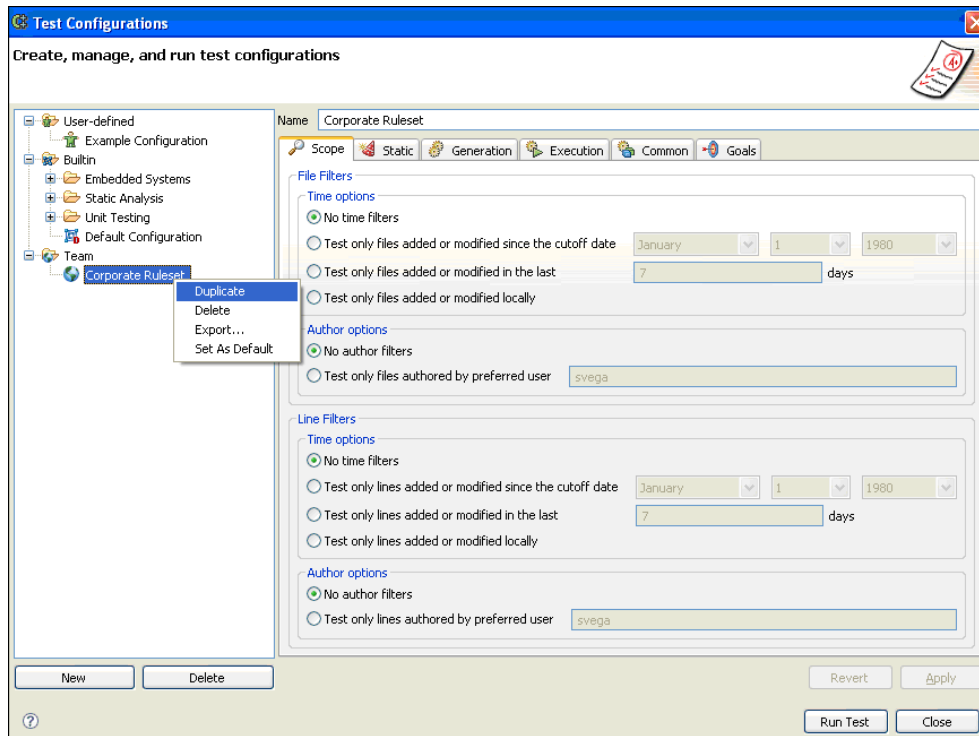 Test Configurations
Create, manage, and run test configurations
User-defined
Example Configuration
Builtin
Embedded Systems
Static Analysis
Unit Testing
Default Configuration
Team
Corporate Ruleset
Duplicate
Delete
Export...
Set As Default
Name Corporate Ruleset
Scope Static Generation Execution Common Goals
File Filters
Time options
No time filters
Test only files added or modified since the cutoff date January 1 1980
Test only files added or modified in the last 7 days
Test only files added or modified locally
Author options
No author filters
Test only files authored by preferred user svega
Line Filters
Time options
No time filters
Test only lines added or modified since the cutoff date January 1 1980
Test only lines added or modified in the last 7 days
Test only lines added or modified locally
Author options
No author filters
Test only lines authored by preferred user svega
New Delete Revert Apply
Run Test Close